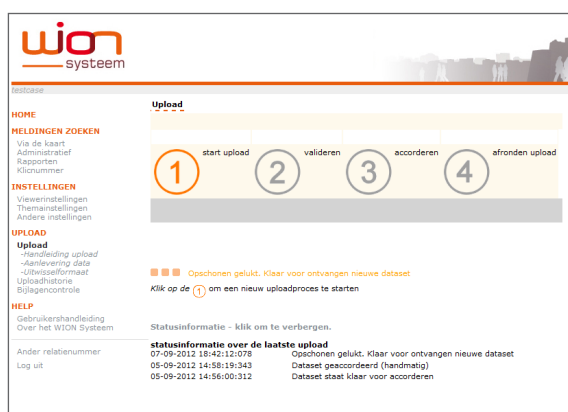 wion
systeem
testcase
Upload
HOME
MELDINGEN ZOEKEN
Via de kaart
Administratief
Rapporten
Klicnummer
INSTELLINGEN
Viewerinstellingen
Themainstellingen
Andere instellingen
UPLOAD
Upload
-Handleiding upload
-Aanlevering data
-Uitwisselformaat
Uploadhistorie
Bijlagencontrole
HELP
Gebruikershandleiding
Over het WION Systeem
Ander relatienummer
Log uit
1 start upload 2 valideren 3 accorderen 4 afronden upload
Opschonen gelukt. Klaar voor ontvangen nieuwe dataset
Klik op de 1 om een nieuw uploadproces te starten
Statusinformatie - klik om te verbergen.
statusinformatie over de laatste upload
07-09-2012 18:42:12:078 Opschonen gelukt. Klaar voor ontvangen nieuwe dataset
05-09-2012 14:58:19:343 Dataset geaccordeerd (handmatig)
05-09-2012 14:56:00:312 Dataset staat klaar voor accorderen